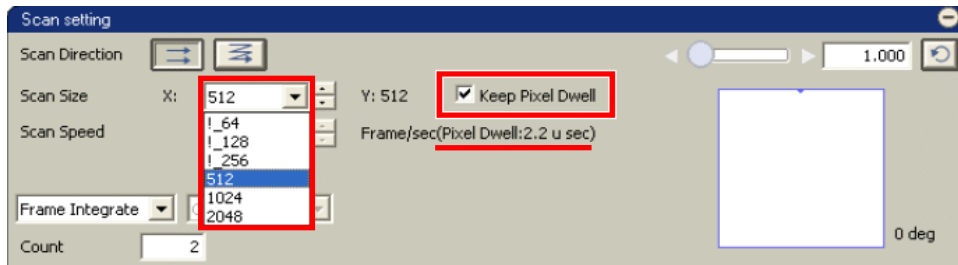 Scan setting
Scan Direction
1.000
Scan Size X: 512 Y: 512 Keep Pixel Dwell
!_64
Scan Speed Frame/sec(Pixel Dwell:2.2 u sec)
!_128
!_256
512
1024
Frame Integrate
2048
0 deg
Count 2